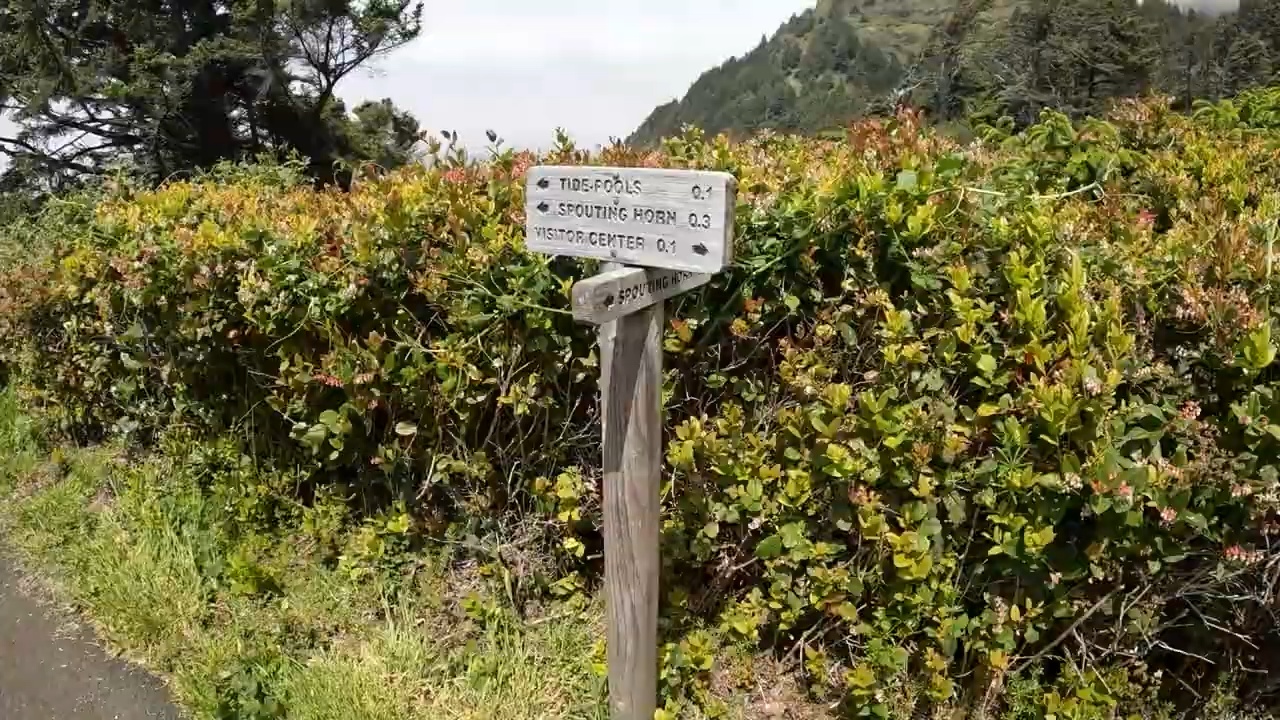 TIDE-POOLS 0.1
SPOUTING HORN 0.3
VISITOR CENTER 0.1
SPOUTING HORN